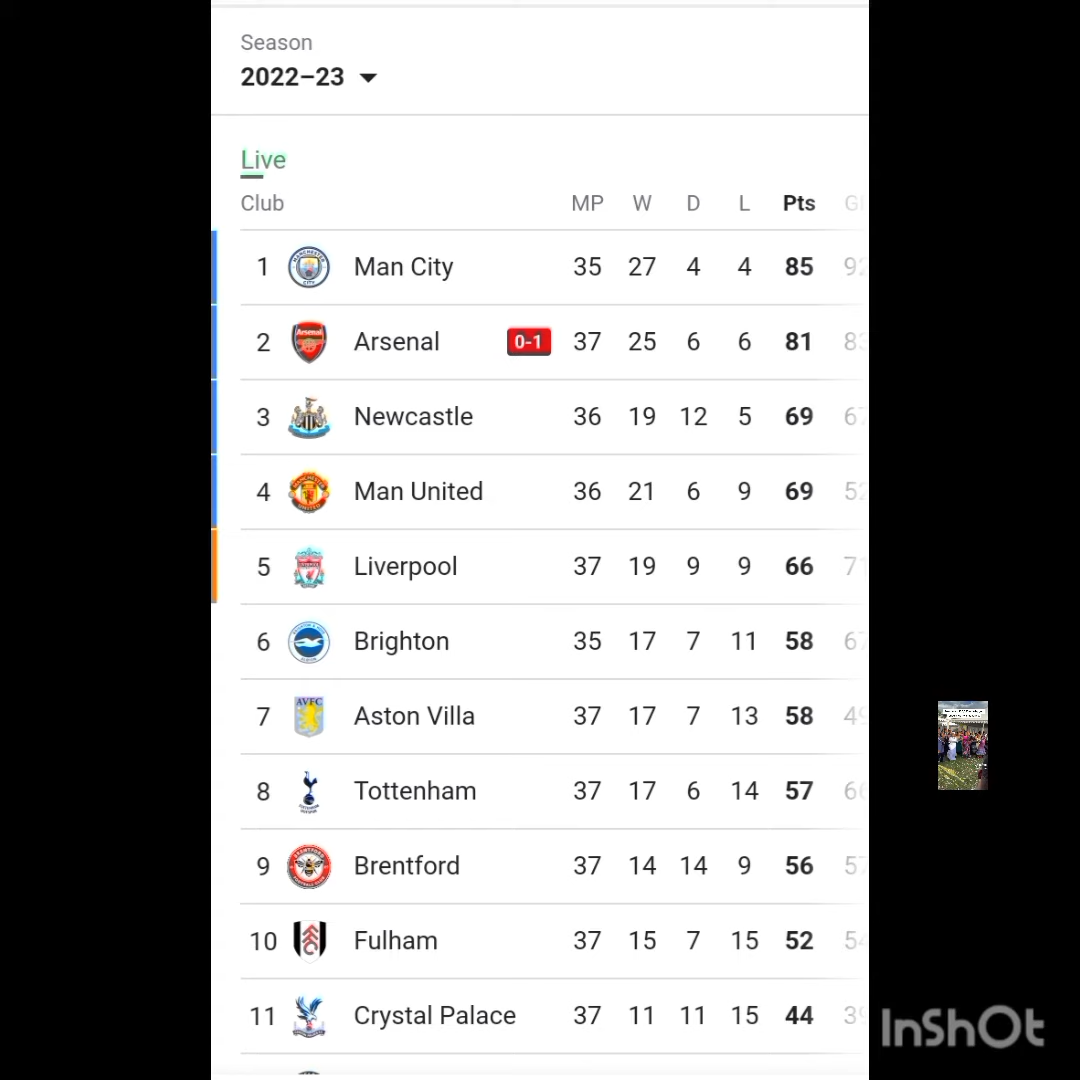 Season
2022–23
Live
Club MP W D L Pts
1 Man City 35 27 4 4 85
2 Arsenal 0-1 37 25 6 6 81
3 Newcastle 36 19 12 5 69
4 Man United 36 21 6 9 69
5 Liverpool 37 19 9 9 66
6 Brighton 35 17 7 11 58
7 AVFC Aston Villa 37 17 7 13 58
8 Tottenham 37 17 6 14 57
9 Brentford 37 14 14 9 56
10 Fulham 37 15 7 15 52
11 Crystal Palace 37 11 11 15 44
InShOt